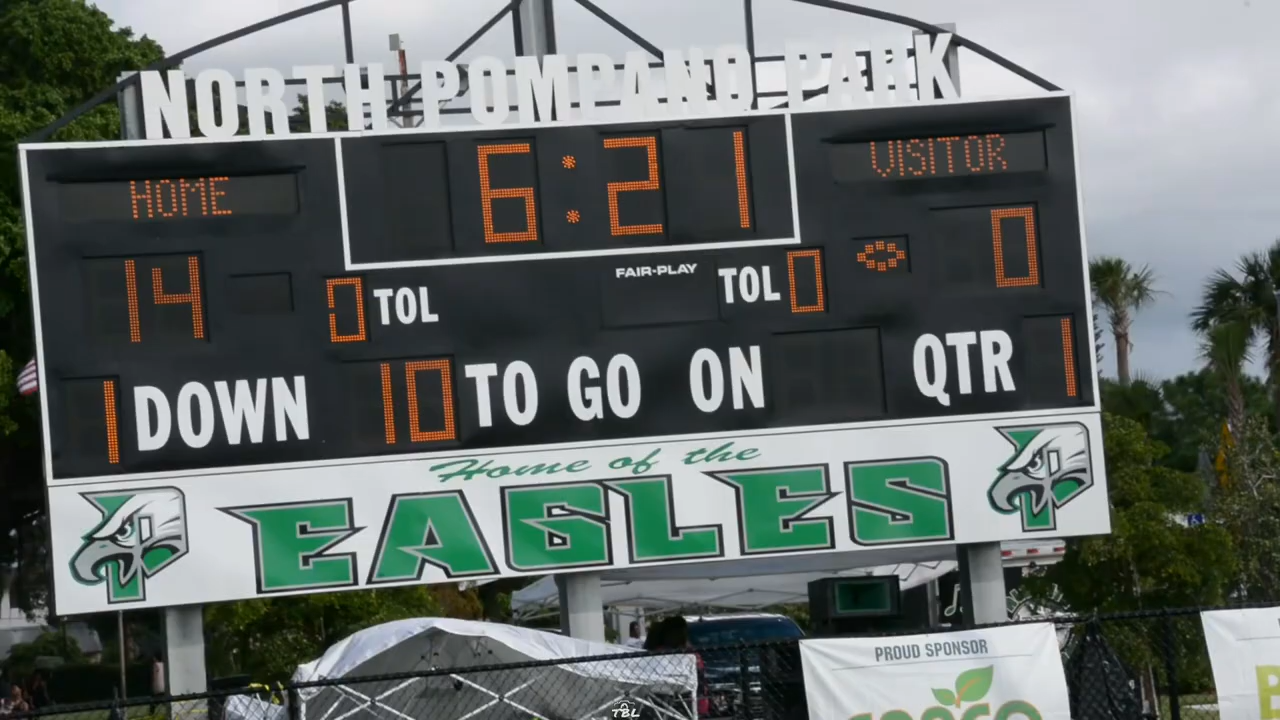 NORTH POMPANO PARK
HOME 6:21 VISITOR
14 0 TOL FAIR-PLAY TOL 0 0
1 DOWN 10 TO GO ON QTR 1
Home of the
EAGLES
PROUD SPONSOR
TBL